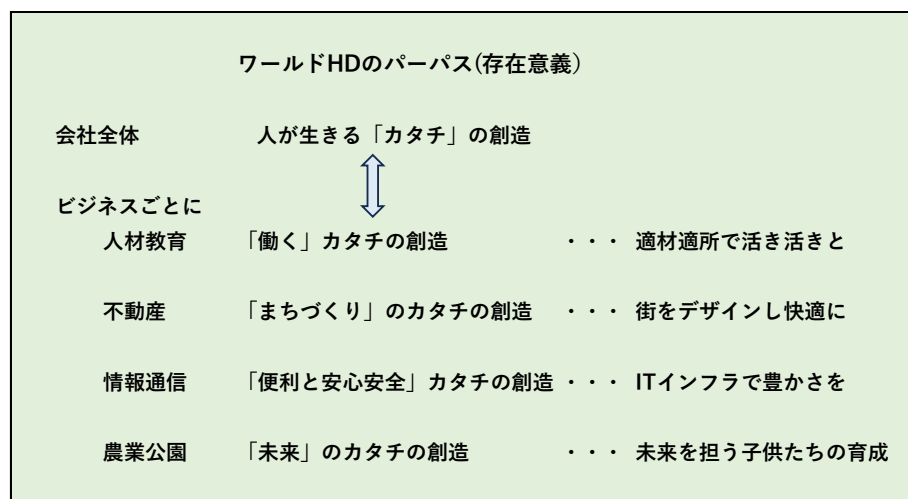 ワールドHDのパーパス(存在意義)
会社全体 人が生きる「カタチ」の創造
ビジネスごとに
人材教育 「働く」カタチの創造 ・・・ 適材適所で活き活きと
不動産 「まちづくり」のカタチの創造 ・・・ 街をデザインし快適に
情報通信 「便利と安心安全」カタチの創造 ・・・ ITインフラで豊かさを
農業公園 「未来」のカタチの創造 ・・・ 未来を担う子供たちの育成